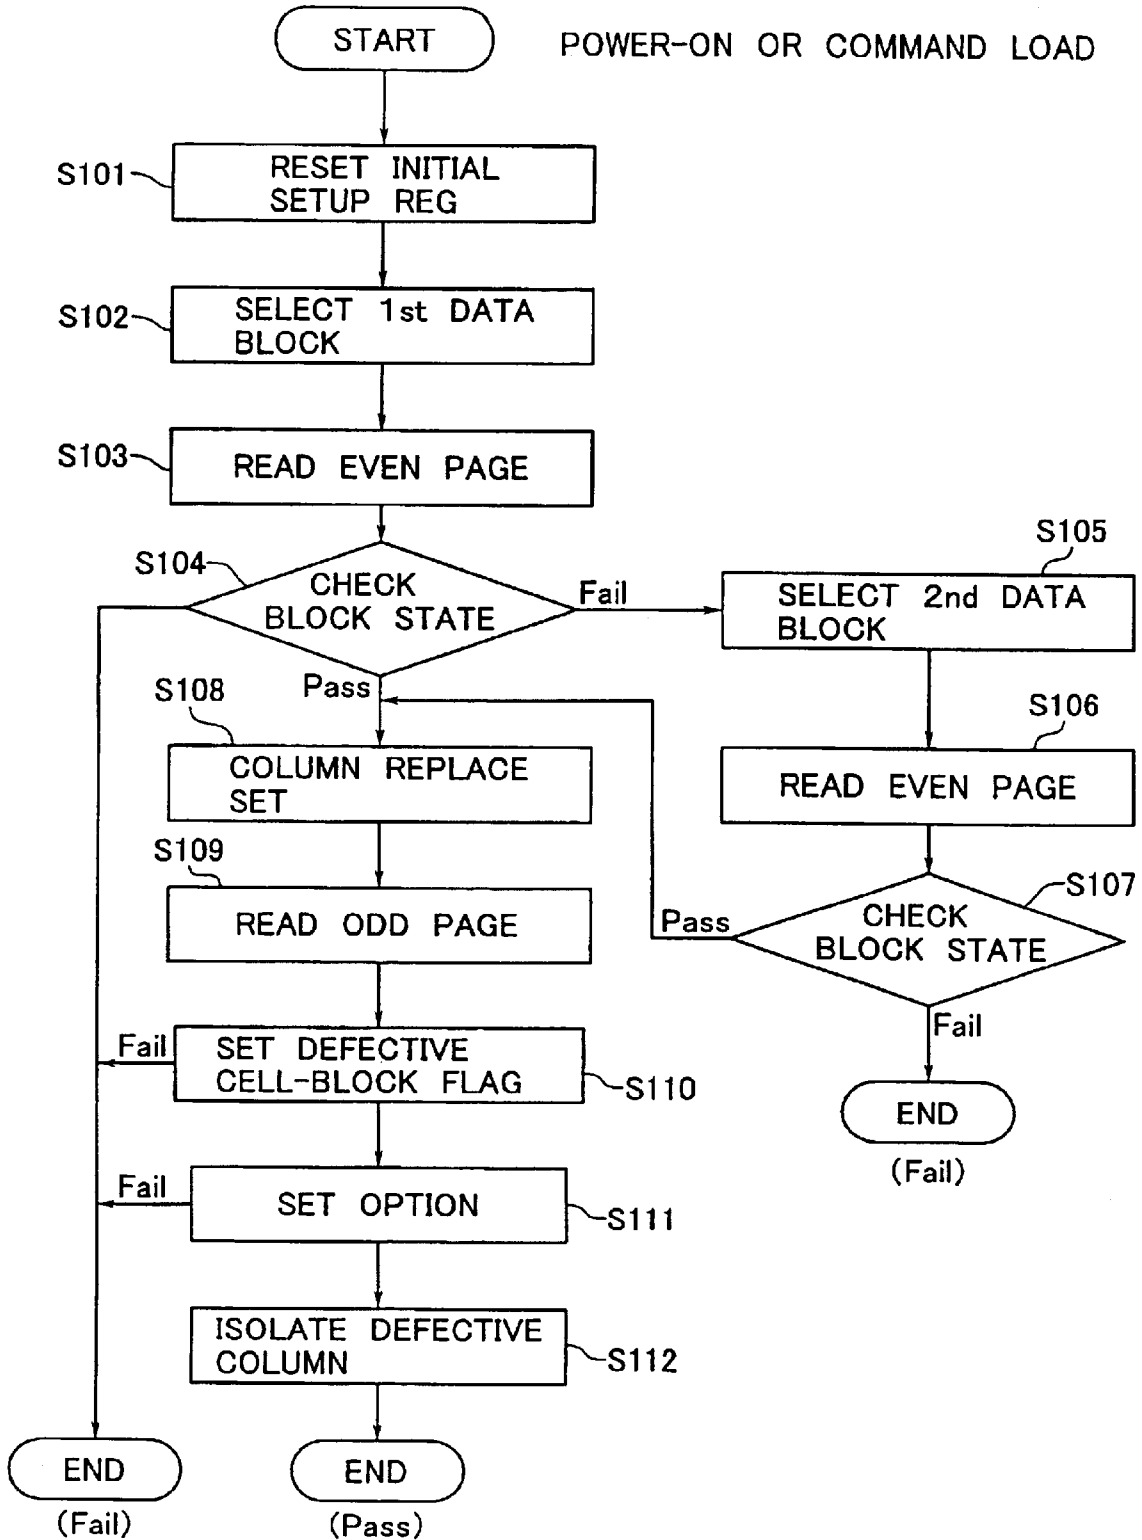 START
POWER-ON OR COMMAND LOAD
S101
RESET INITIAL
SETUP REG
S102
SELECT 1st DATA
BLOCK
S103
READ EVEN PAGE
S104
CHECK
BLOCK STATE
Fail
S105
SELECT 2nd DATA
BLOCK
Pass
S108
COLUMN REPLACE
SET
S106
READ EVEN PAGE
S109
READ ODD PAGE
Pass
S107
CHECK
BLOCK STATE
Fail
Fail
SET DEFECTIVE
CELL-BLOCK FLAG
S110
END
(Fail)
Fail
SET OPTION
S111
ISOLATE DEFECTIVE
COLUMN
S112
END
(Fail)
END
(Pass)